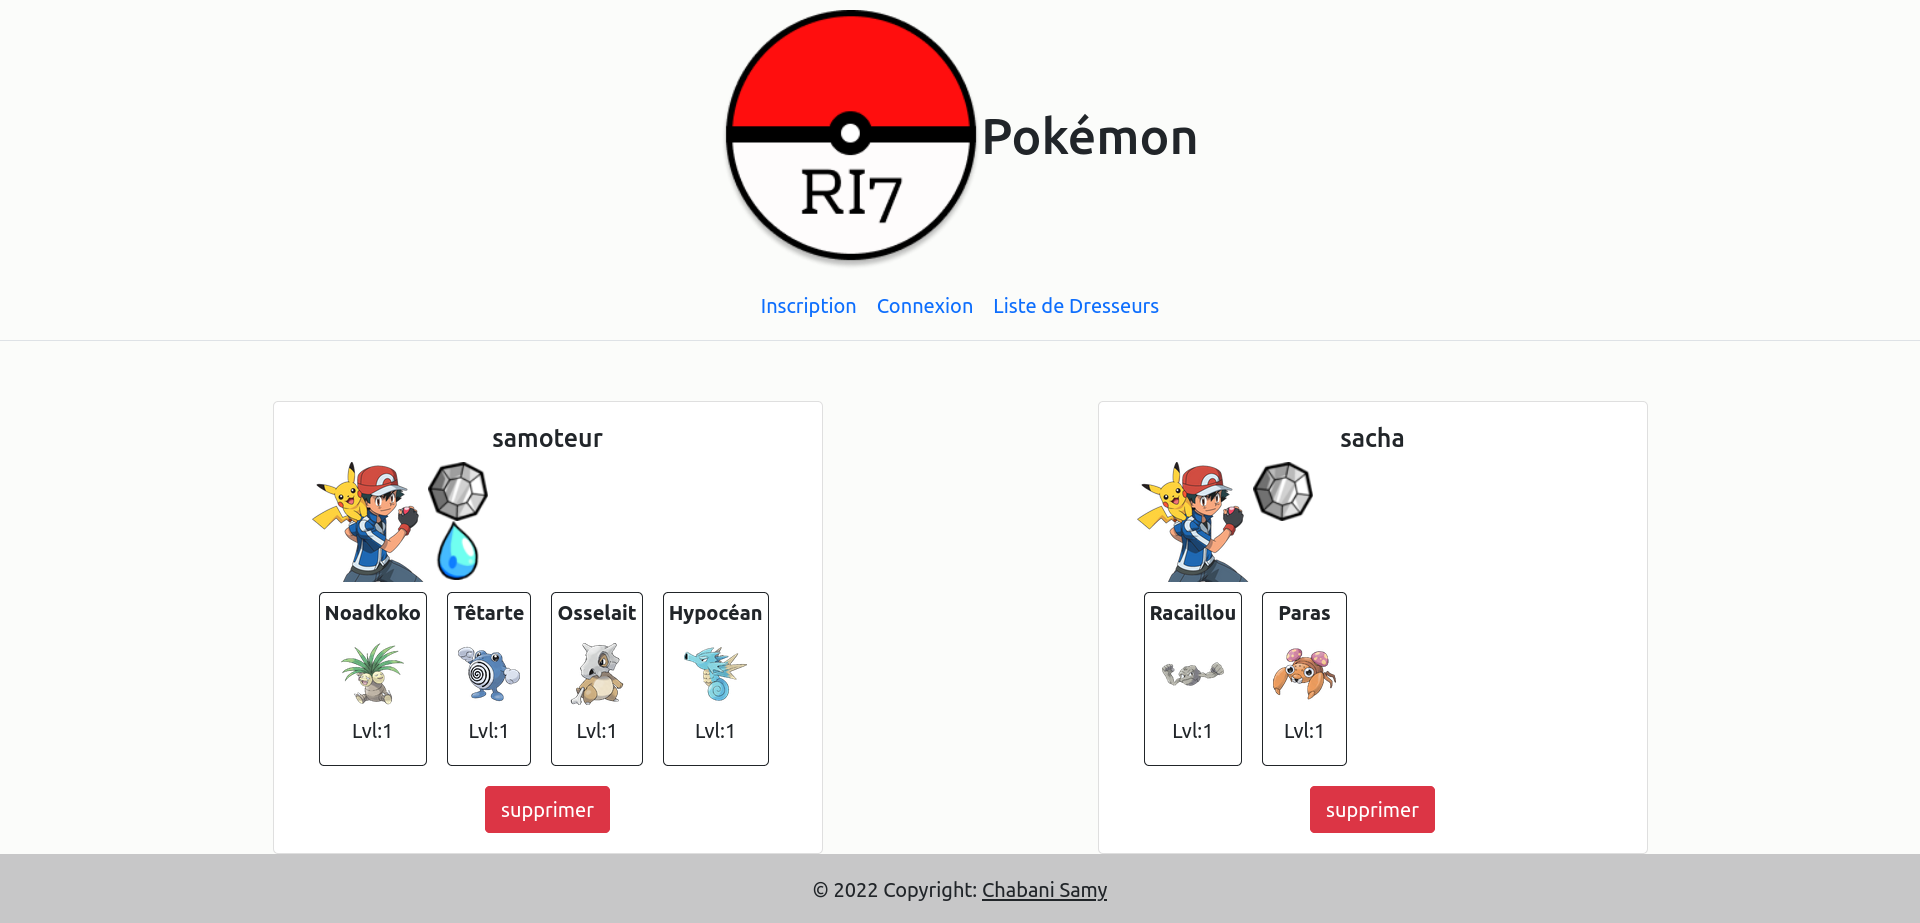 RI7
Pokémon
Inscription Connexion Liste de Dresseurs
samoteur
Noadkoko Têtarte Osselait Hypocéan
Lvl:1 Lvl:1 Lvl:1 Lvl:1
supprimer
sacha
Racaillou Paras
Lvl:1 Lvl:1
supprimer
© 2022 Copyright: Chabani Samy